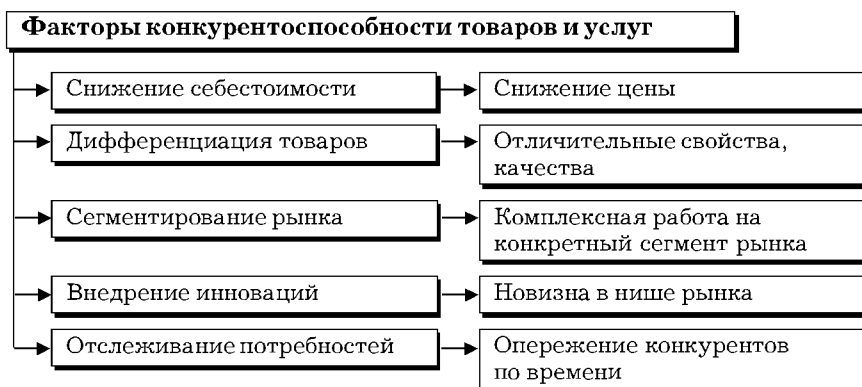 Факторы конкурентоспособности товаров и услуг
Снижение себестоимости
Снижение цены
Дифференциация товаров
Отличительные свойства,
качества
Сегментирование рынка
Комплексная работа на
конкретный сегмент рынка
Внедрение инноваций
Новизна в нише рынка
Отслеживание потребностей
Опережение конкурентов
по времени